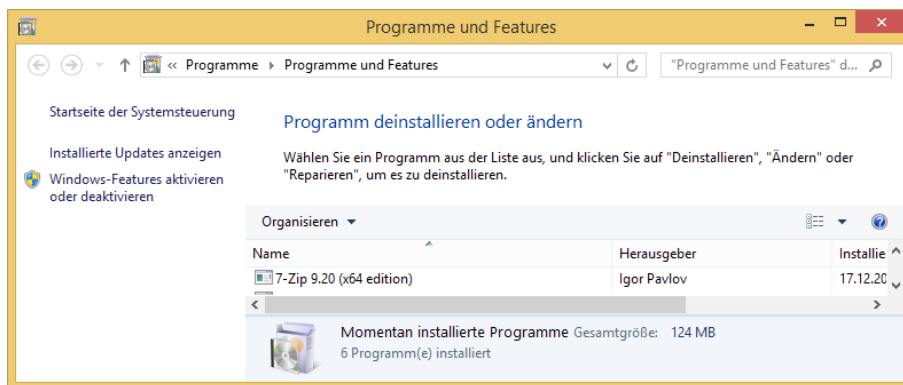 Programme und Features
« Programme Programme und Features
"Programme und Features" d...
Startseite der Systemsteuerung
Installierte Updates anzeigen
Windows-Features aktivieren
oder deaktivieren
Programm deinstallieren oder ändern
Wählen Sie ein Programm aus der Liste aus, und klicken Sie auf "Deinstallieren", "Ändern" oder
"Reparieren", um es zu deinstallieren.
Organisieren
Name Herausgeber Installie
7-Zip 9.20 (x64 edition) Igor Pavlov 17.12.20
Momentan installierte Programme Gesamtgröße: 124 MB
6 Programm(e) installiert